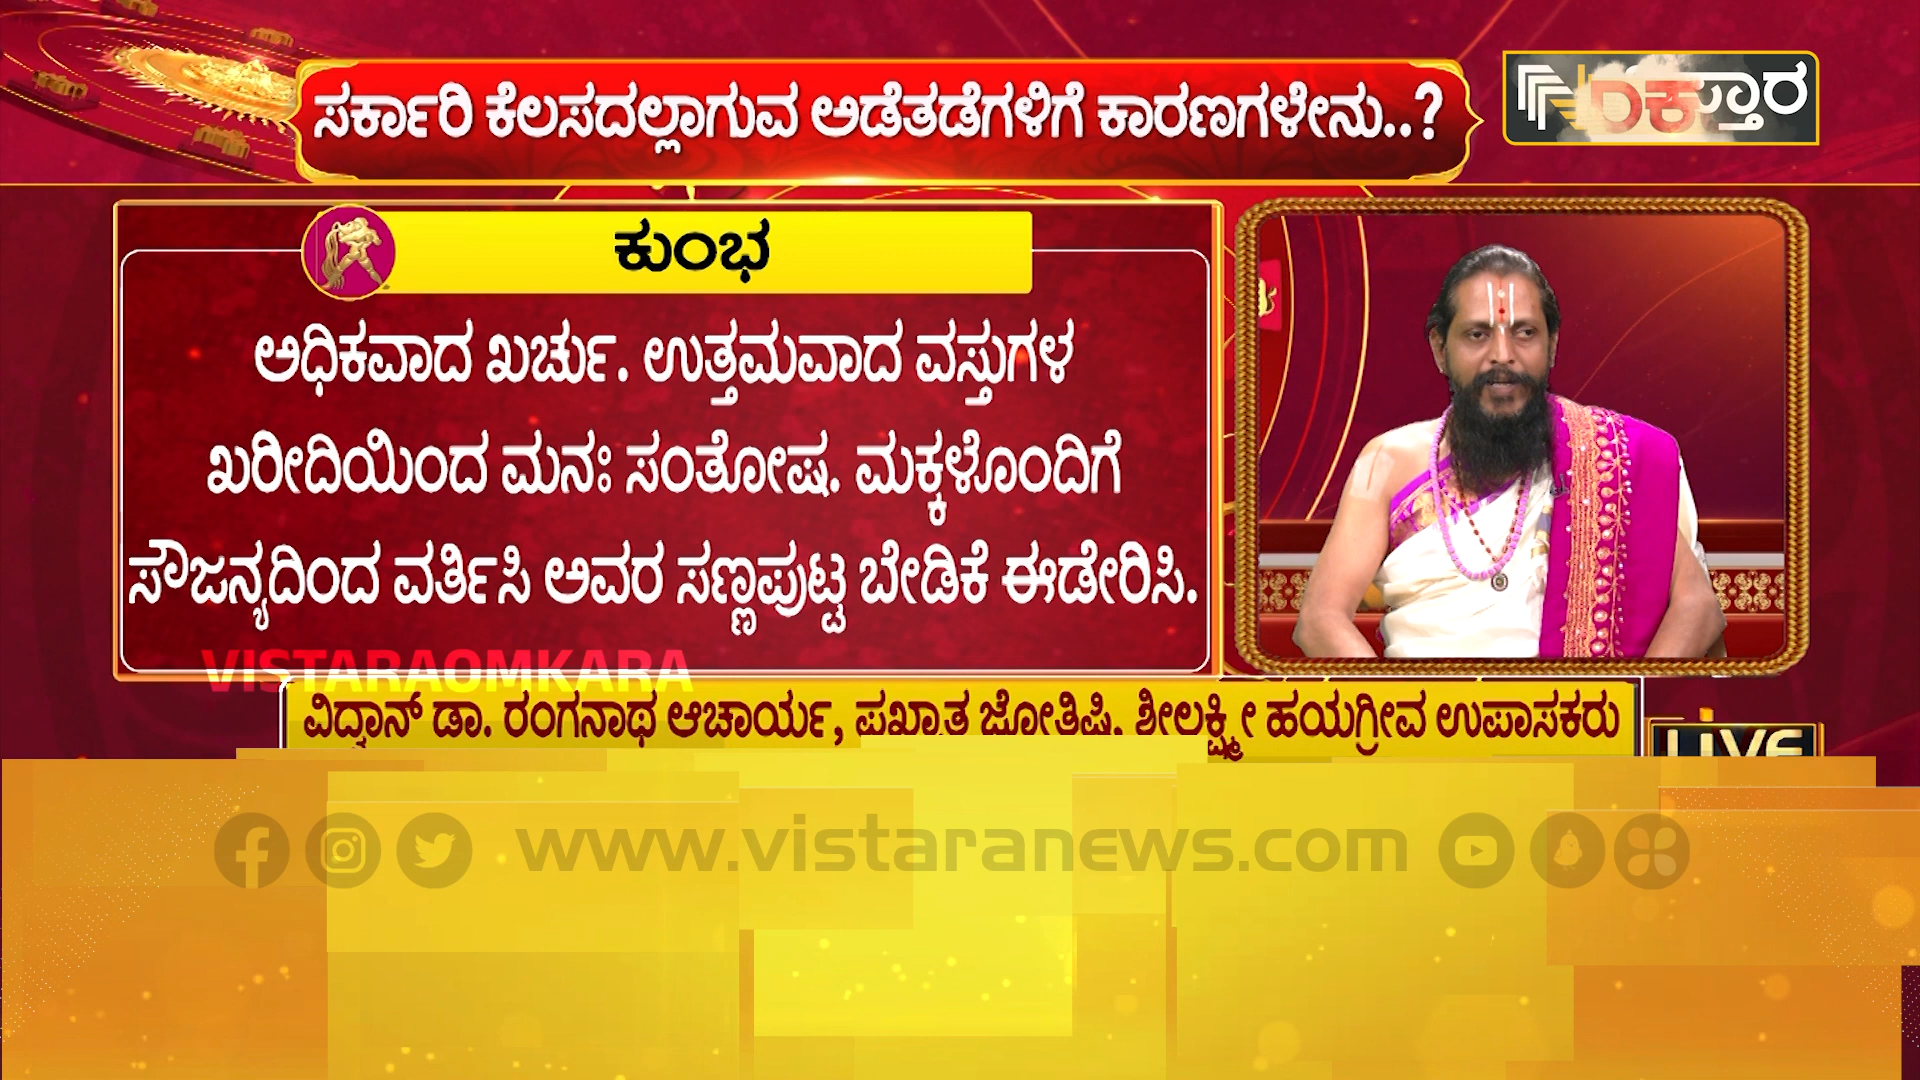 ಸರ್ಕಾರಿ ಕೆಲಸದಲ್ಲಾಗುವ ಅಡೆತಡೆಗಳಿಗೆ ಕಾರಣಗಳೇನು..?
ಕುಂಭ
ಅಧಿಕವಾದ ಖರ್ಚು. ಉತ್ತಮವಾದ ವಸ್ತುಗಳ
ಖರೀದಿಯಿಂದ ಮನಃ ಸಂತೋಷ. ಮಕ್ಕಳೊಂದಿಗೆ
ಸೌಜನ್ಯದಿಂದ ವರ್ತಿಸಿ ಅವರ ಸಣ್ಣಪುಟ್ಟ ಬೇಡಿಕೆ ಈಡೇರಿಸಿ.
VISTARAOMKARA
ವಿದ್ವಾನ್ ಡಾ. ರಂಗನಾಥ ಆಚಾರ್ಯ, ಪ್ರಖ್ಯಾತ ಜ್ಯೋತಿಷಿ, ಶ್ರೀಲಕ್ಷ್ಮೀ ಹಯಗ್ರೀವ ಉಪಾಸಕರು
LIVE
www.vistaranews.com